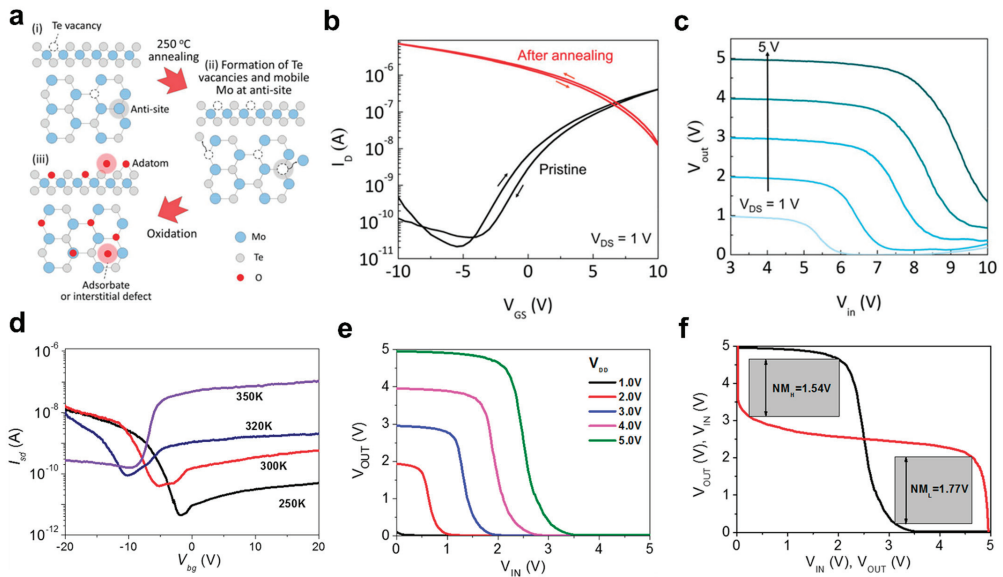 a
(i)
Te vacancy
250 °C
annealing
(ii) Formation of Te
vacancies and mobile
Mo at anti-site
Anti-site
(iii)
Adatom
Oxidation
Mo
Te
O
Adsorbate
or interstitial defect
b
After annealing
Pristine
V_DS = 1 V
I_D (A)
10^-6
10^-7
10^-8
10^-9
10^-10
10^-11
-10 -5 0 5 10
V_GS (V)
c
5 V
V_DS = 1 V
V_out (V)
5
4
3
2
1
0
3 4 5 6 7 8 9 10
V_in (V)
d
I_sd (A)
10^-6
10^-8
10^-10
10^-12
350K
320K
300K
250K
-20 -10 0 10 20
V_bg (V)
e
V_OUT (V)
5
4
3
2
1
0
V_DD
1.0V
2.0V
3.0V
4.0V
5.0V
0 1 2 3 4 5
V_IN (V)
f
V_OUT (V), V_IN (V)
5
4
3
2
1
0
NM_H=1.54V
NM_L=1.77V
0 1 2 3 4 5
V_IN (V), V_OUT (V)